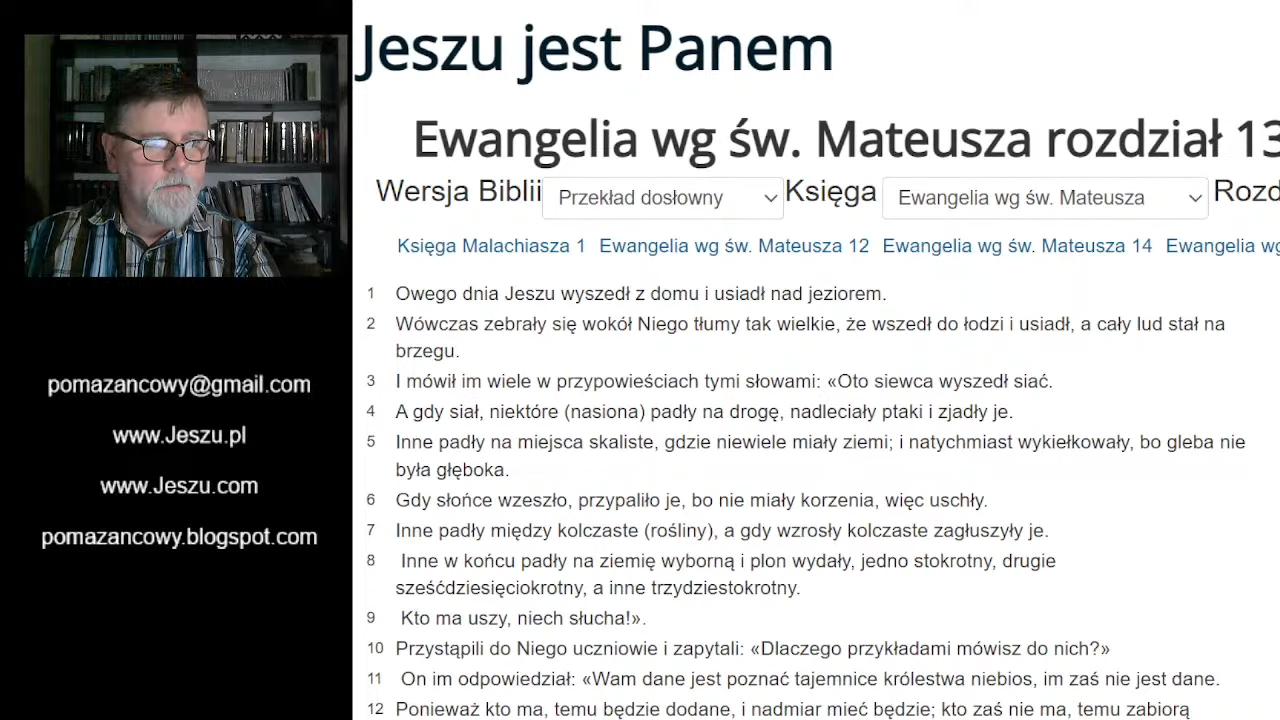 Jeszu jest Panem
Ewangelia wg św. Mateusza rozdział 13
Wersja Biblii Przekład dosłowny Księga Ewangelia wg św. Mateusza Rozd
Księga Malachiasza 1 Ewangelia wg św. Mateusza 12 Ewangelia wg św. Mateusza 14 Ewangelia wg
1 Owego dnia Jeszu wyszedł z domu i usiadł nad jeziorem.
2 Wówczas zebrały się wokół Niego tłumy tak wielkie, że wszedł do łodzi i usiadł, a cały lud stał na
brzegu.
3 I mówił im wiele w przypowieściach tymi słowami: «Oto siewca wyszedł siać.
4 A gdy siał, niektóre (nasiona) padły na drogę, nadleciały ptaki i zjadły je.
5 Inne padły na miejsca skaliste, gdzie niewiele miały ziemi; i natychmiast wykiełkowały, bo gleba nie
była głęboka.
6 Gdy słońce wzeszło, przypaliło je, bo nie miały korzenia, więc uschły.
7 Inne padły między kolczaste (rośliny), a gdy wzrosły kolczaste zagłuszyły je.
8 Inne w końcu padły na ziemię wyborną i plon wydały, jedno stokrotny, drugie
sześćdziesięciokrotny, a inne trzydziestokrotny.
9 Kto ma uszy, niech słucha!».
10 Przystąpili do Niego uczniowie i zapytali: «Dlaczego przykładami mówisz do nich?»
11 On im odpowiedział: «Wam dane jest poznać tajemnice królestwa niebios, im zaś nie jest dane.
12 Ponieważ kto ma, temu będzie dodane, i nadmiar mieć będzie; kto zaś nie ma, temu zabiorą
pomazancowy@gmail.com
www.Jeszu.pl
www.Jeszu.com
pomazancowy.blogspot.com